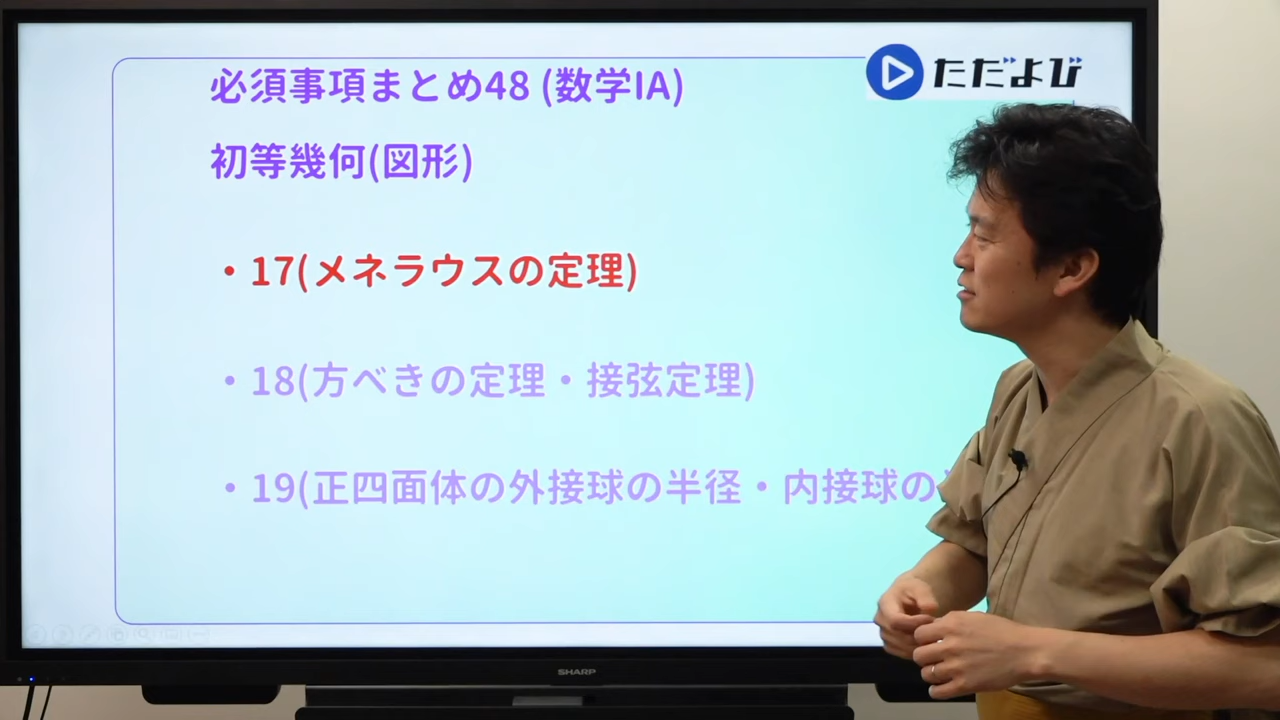 必須事項まとめ48 (数学IA)
ただよび
初等幾何(図形)
・17(メネラウスの定理)
・18(方べきの定理・接弦定理)
・19(正四面体の外接球の半径・内接球の
SHARP